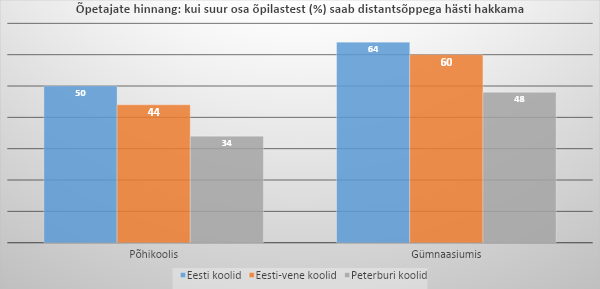 Õpetajate hinnang: kui suur osa õpilastest (%) saab distantsõppega hästi hakkama
50
44
34
64
60
48
Põhikoolis
Gümnaasiumis
Eesti koolid
Eesti-vene koolid
Peterburi koolid